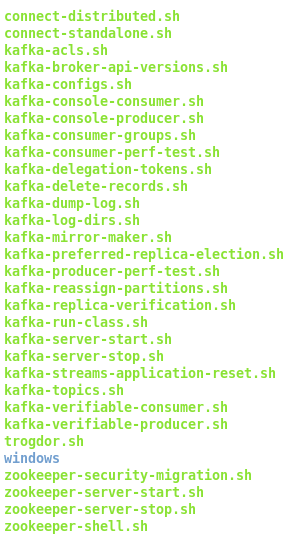 connect-distributed.sh
connect-standalone.sh
kafka-acls.sh
kafka-broker-api-versions.sh
kafka-configs.sh
kafka-console-consumer.sh
kafka-console-producer.sh
kafka-consumer-groups.sh
kafka-consumer-perf-test.sh
kafka-delegation-tokens.sh
kafka-delete-records.sh
kafka-dump-log.sh
kafka-log-dirs.sh
kafka-mirror-maker.sh
kafka-preferred-replica-election.sh
kafka-producer-perf-test.sh
kafka-reassign-partitions.sh
kafka-replica-verification.sh
kafka-run-class.sh
kafka-server-start.sh
kafka-server-stop.sh
kafka-streams-application-reset.sh
kafka-topics.sh
kafka-verifiable-consumer.sh
kafka-verifiable-producer.sh
trogdor.sh
windows
zookeeper-security-migration.sh
zookeeper-server-start.sh
zookeeper-server-stop.sh
zookeeper-shell.sh